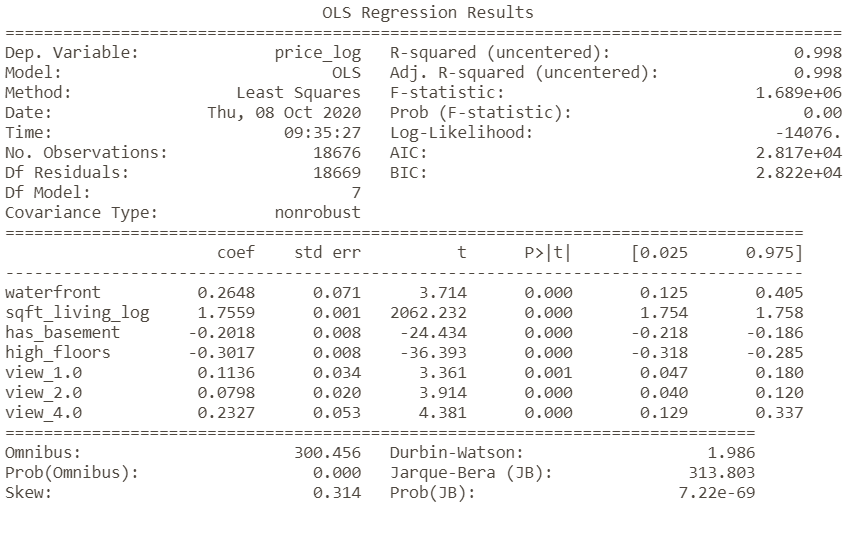 OLS Regression Results
==============================================================================
Dep. Variable: price_log R-squared (uncentered): 0.998
Model: OLS Adj. R-squared (uncentered): 0.998
Method: Least Squares F-statistic: 1.689e+06
Date: Thu, 08 Oct 2020 Prob (F-statistic): 0.00
Time: 09:35:27 Log-Likelihood: -14076.
No. Observations: 18676 AIC: 2.817e+04
Df Residuals: 18669 BIC: 2.822e+04
Df Model: 7
Covariance Type: nonrobust
==============================================================================
coef std err t P>|t| [0.025 0.975]
------------------------------------------------------------------------------
waterfront 0.2648 0.071 3.714 0.000 0.125 0.405
sqft_living_log 1.7559 0.001 2062.232 0.000 1.754 1.758
has_basement -0.2018 0.008 -24.434 0.000 -0.218 -0.186
high_floors -0.3017 0.008 -36.393 0.000 -0.318 -0.285
view_1.0 0.1136 0.034 3.361 0.001 0.047 0.180
view_2.0 0.0798 0.020 3.914 0.000 0.040 0.120
view_4.0 0.2327 0.053 4.381 0.000 0.129 0.337
==============================================================================
Omnibus: 300.456 Durbin-Watson: 1.986
Prob(Omnibus): 0.000 Jarque-Bera (JB): 313.803
Skew: 0.314 Prob(JB): 7.22e-69